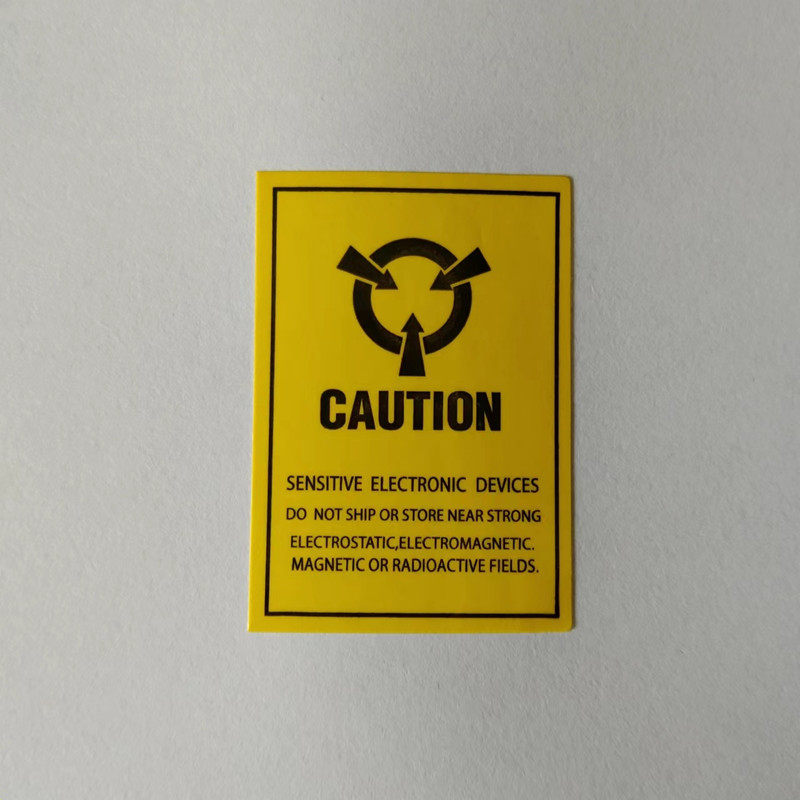 CAUTION
SENSITIVE ELECTRONIC DEVICES
DO NOT SHIP OR STORE NEAR STRONG
ELECTROSTATIC,ELECTROMAGNETIC.
MAGNETIC OR RADIOACTIVE FIELDS.